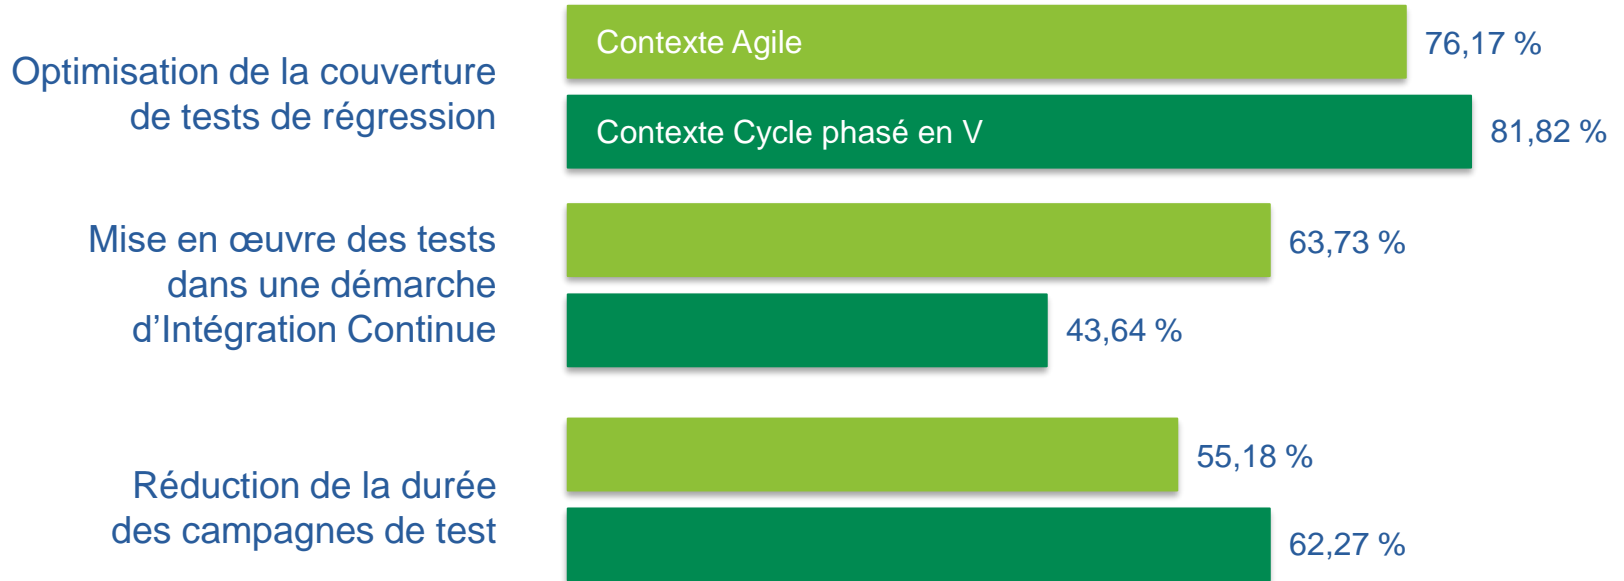 Optimisation de la couverture
de tests de régression
Contexte Agile
76,17 %
Contexte Cycle phasé en V
81,82 %
Mise en œuvre des tests
dans une démarche
d’Intégration Continue
63,73 %
43,64 %
Réduction de la durée
des campagnes de test
55,18 %
62,27 %